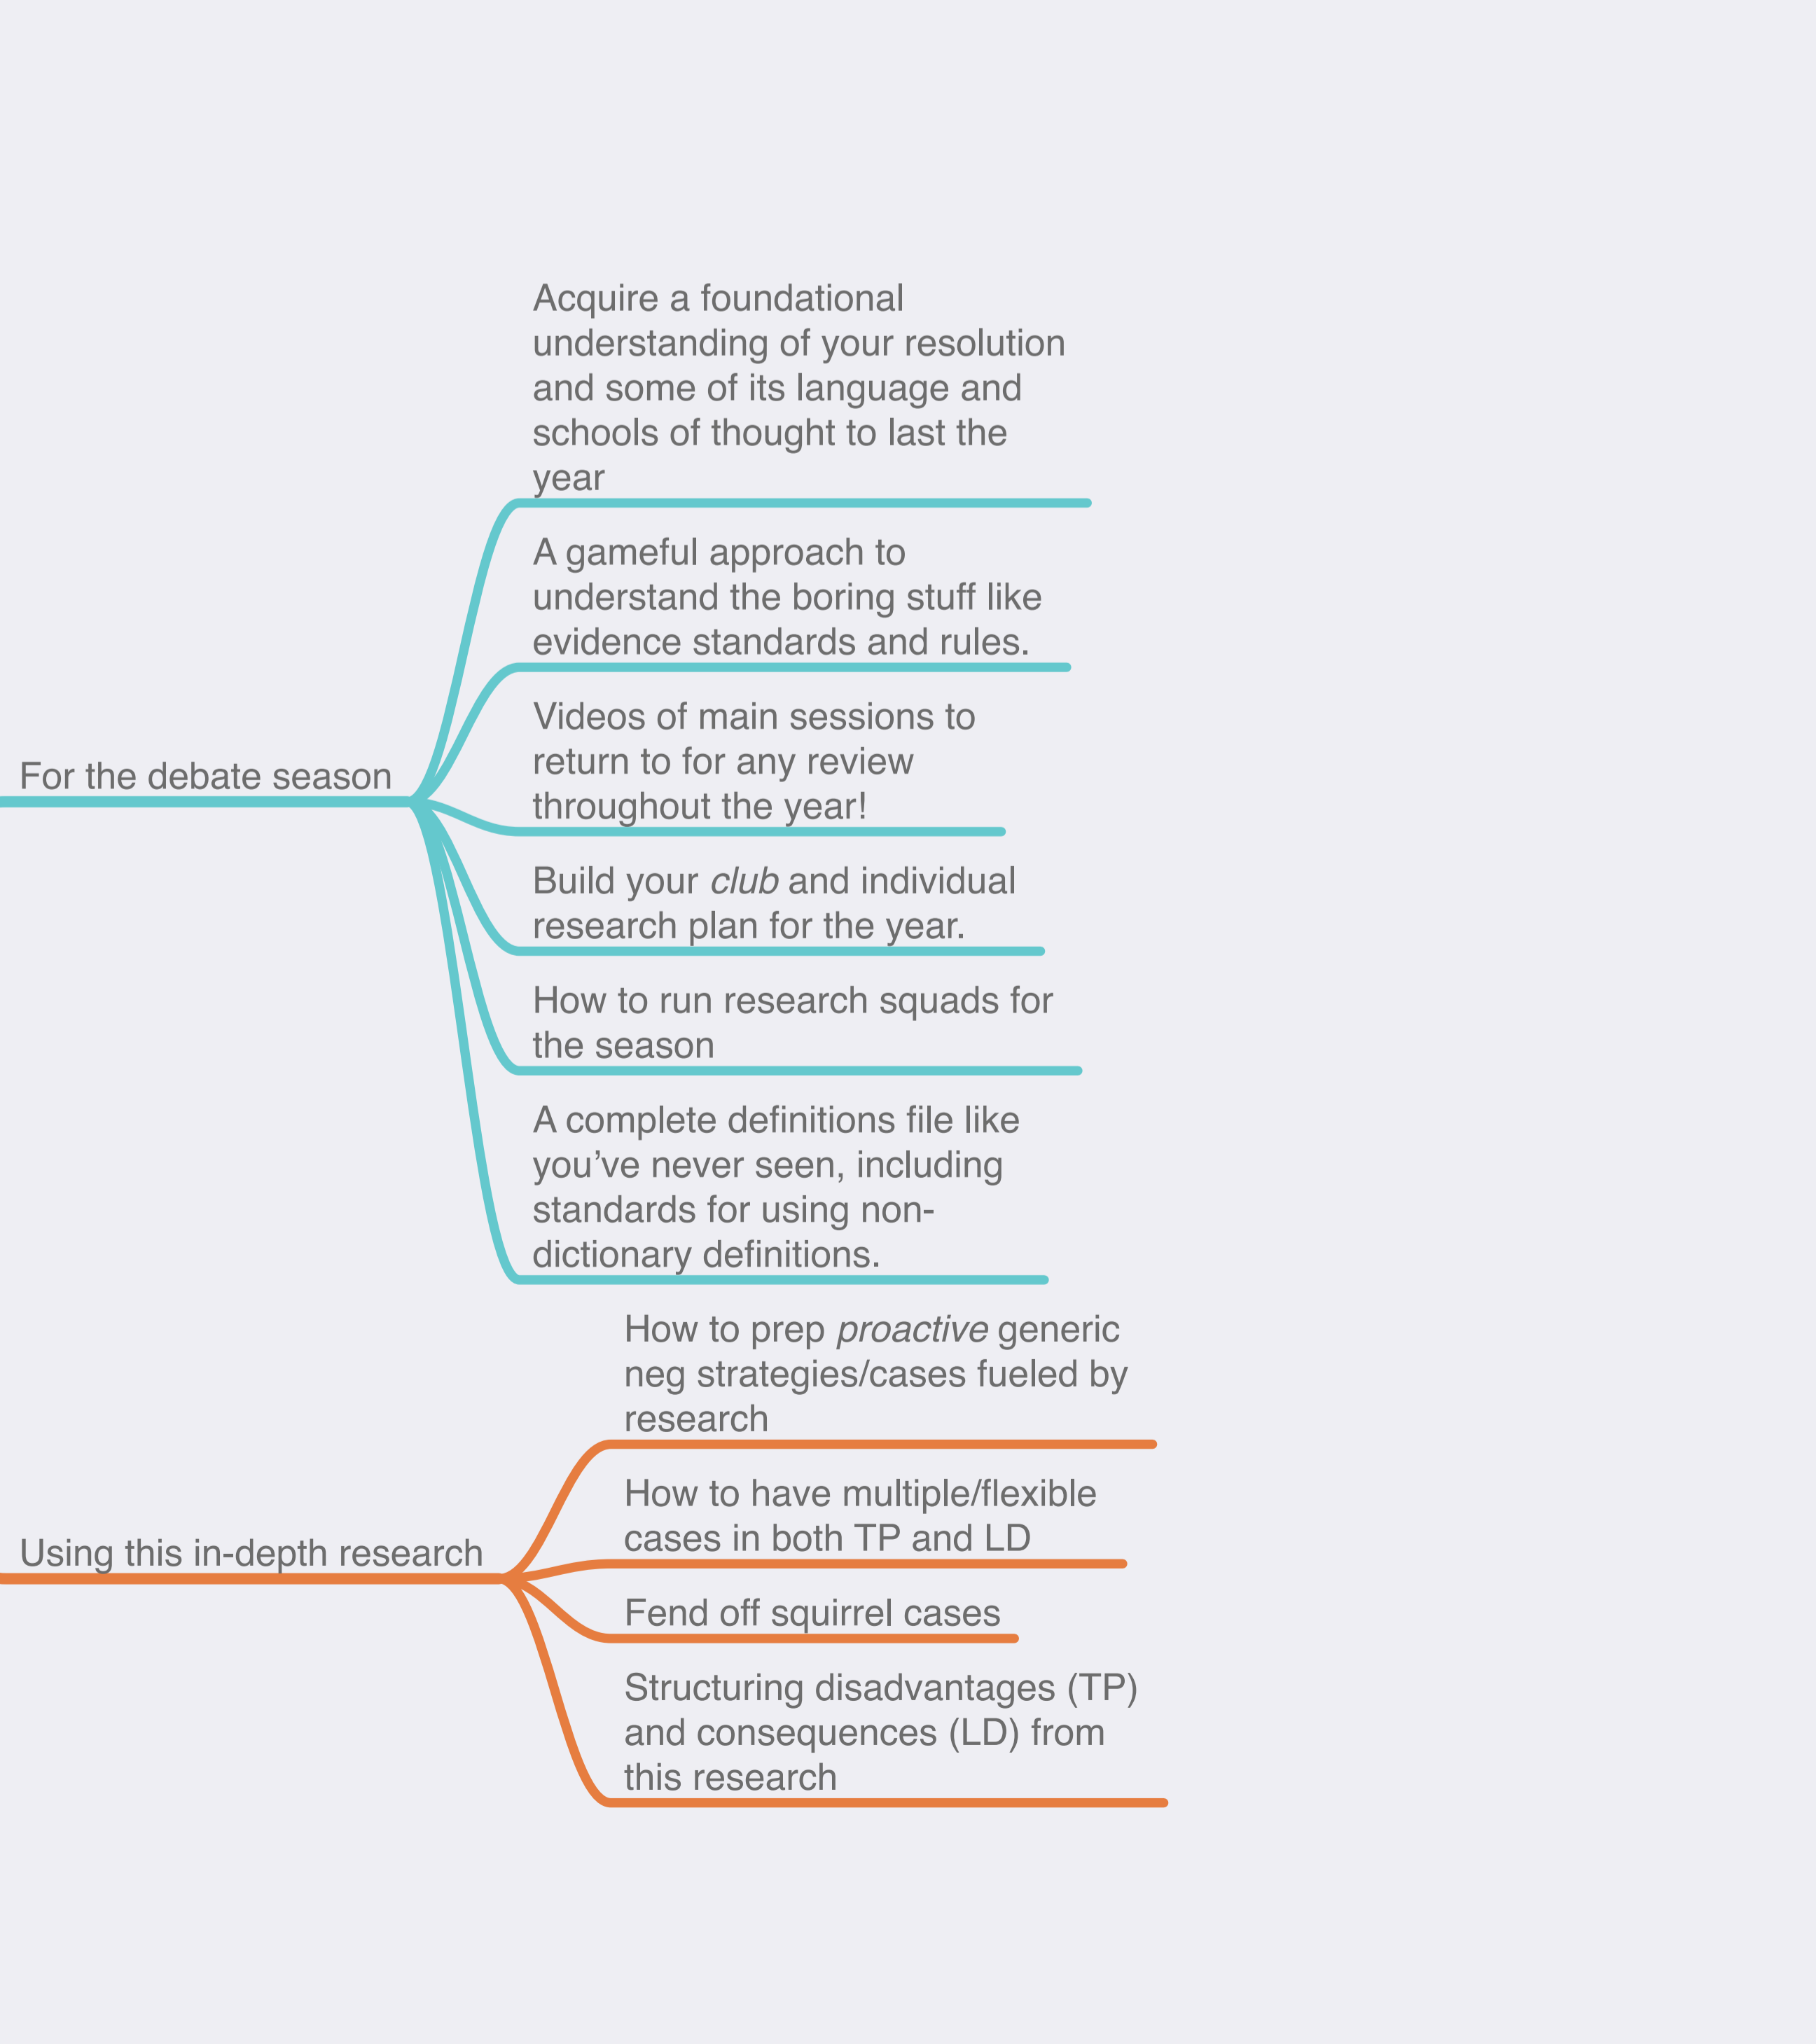 Acquire a foundational
understanding of your resolution
and some of its language and
schools of thought to last the
year
A gameful approach to
understand the boring stuff like
evidence standards and rules.
Videos of main sessions to
return to for any review
throughout the year!
For the debate season
Build your club and individual
research plan for the year.
How to run research squads for
the season
A complete definitions file like
you’ve never seen, including
standards for using non-
dictionary definitions.
How to prep proactive generic
neg strategies/cases fueled by
research
How to have multiple/flexible
cases in both TP and LD
Using this in-depth research
Fend off squirrel cases
Structuring disadvantages (TP)
and consequences (LD) from
this research